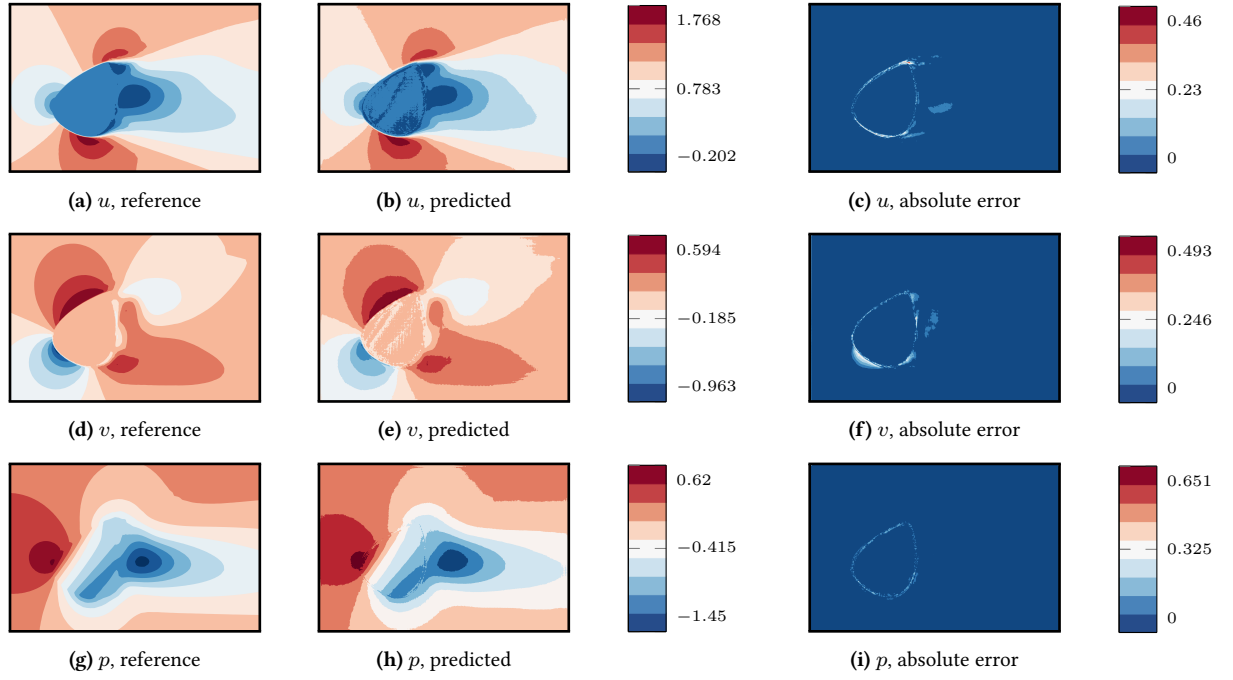 1.768
0.783
−0.202
0.46
0.23
0
(a) u, reference
(b) u, predicted
(c) u, absolute error
0.594
−0.185
−0.963
0.493
0.246
0
(d) v, reference
(e) v, predicted
(f) v, absolute error
0.62
−0.415
−1.45
0.651
0.325
0
(g) p, reference
(h) p, predicted
(i) p, absolute error